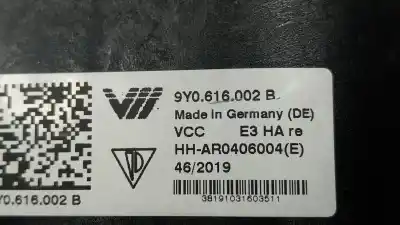 9Y0.616.002 B
Made in Germany (DE)
VCC E3 HA re
HH-AR0406004(E)
46/2019
38191031603511
Y0.616.002 B